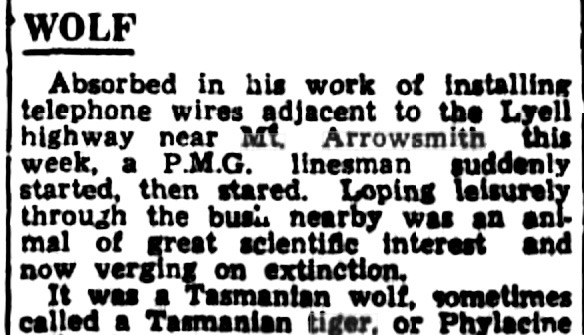 WOLF
Absorbed in his work of installing
telephone wires adjacent to the Lyell
highway near Mt. Arrowsmith this
week, a P.M.G. linesman suddenly
started, then stared. Loping leisurely
through the bush nearby was an ani-
mal of great scientific interest and
now verging on extinction.
It was a Tasmanian wolf, sometimes
called a Tasmanian tiger, or Phylacine